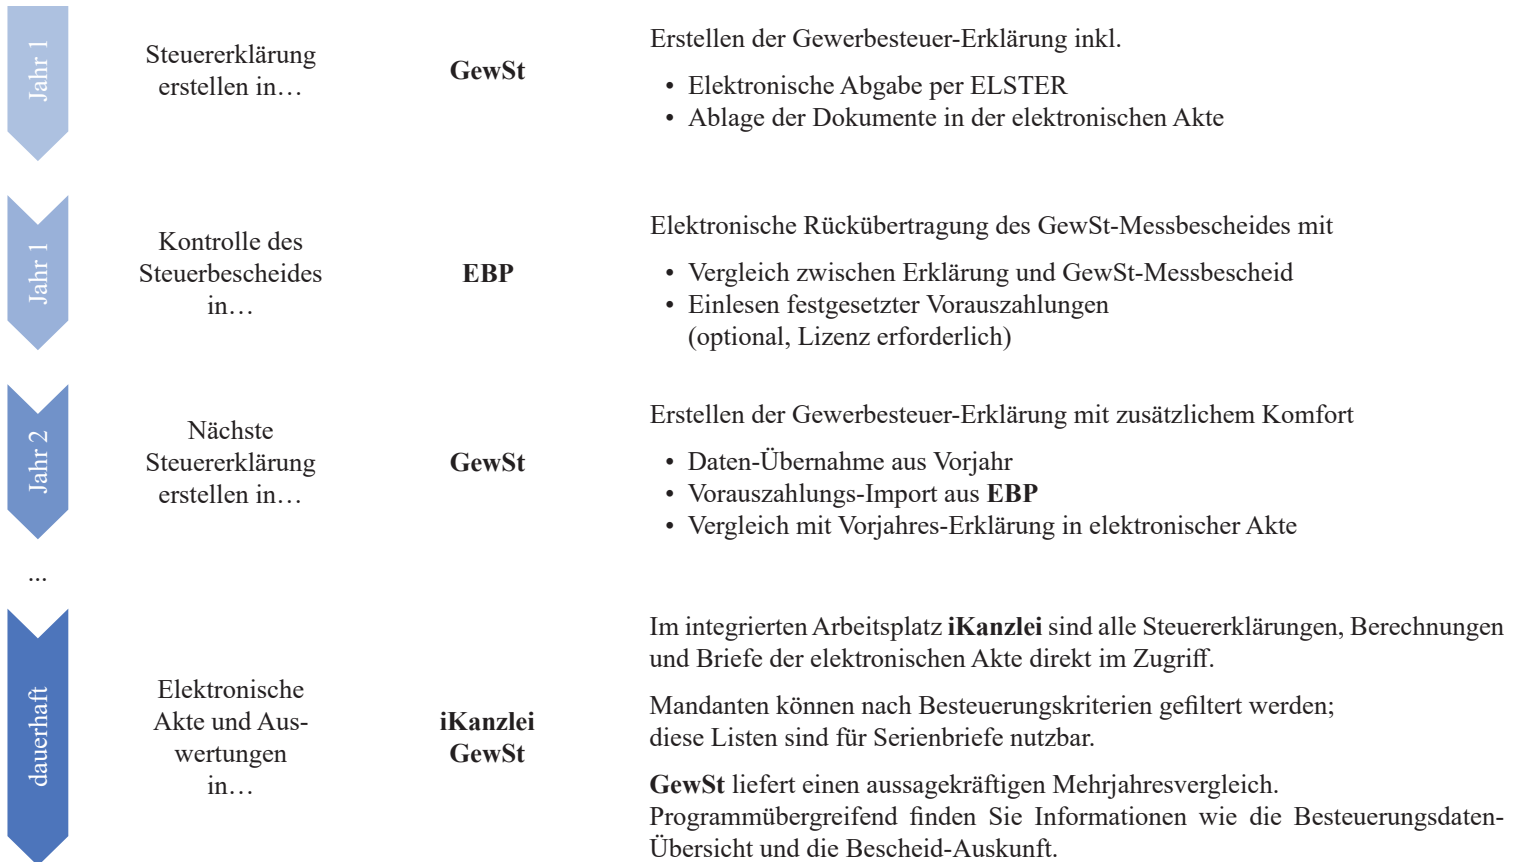 Jahr 1
Steuererklärung
erstellen in…
GewSt
Erstellen der Gewerbesteuer-Erklärung inkl.
• Elektronische Abgabe per ELSTER
• Ablage der Dokumente in der elektronischen Akte
Jahr 1
Kontrolle des
Steuerbescheides
in…
EBP
Elektronische Rückübertragung des GewSt-Messbescheides mit
• Vergleich zwischen Erklärung und GewSt-Messbescheid
• Einlesen festgesetzter Vorauszahlungen
(optional, Lizenz erforderlich)
Jahr 2
Nächste
Steuererklärung
erstellen in…
GewSt
Erstellen der Gewerbesteuer-Erklärung mit zusätzlichem Komfort
• Daten-Übernahme aus Vorjahr
• Vorauszahlungs-Import aus EBP
• Vergleich mit Vorjahres-Erklärung in elektronischer Akte
...
dauerhaft
Elektronische
Akte und Aus-
wertungen
in…
iKanzlei
GewSt
Im integrierten Arbeitsplatz iKanzlei sind alle Steuererklärungen, Berechnungen
und Briefe der elektronischen Akte direkt im Zugriff.
Mandanten können nach Besteuerungskriterien gefiltert werden;
diese Listen sind für Serienbriefe nutzbar.
GewSt liefert einen aussagekräftigen Mehrjahresvergleich.
Programmübergreifend finden Sie Informationen wie die Besteuerungsdaten-
Übersicht und die Bescheid-Auskunft.